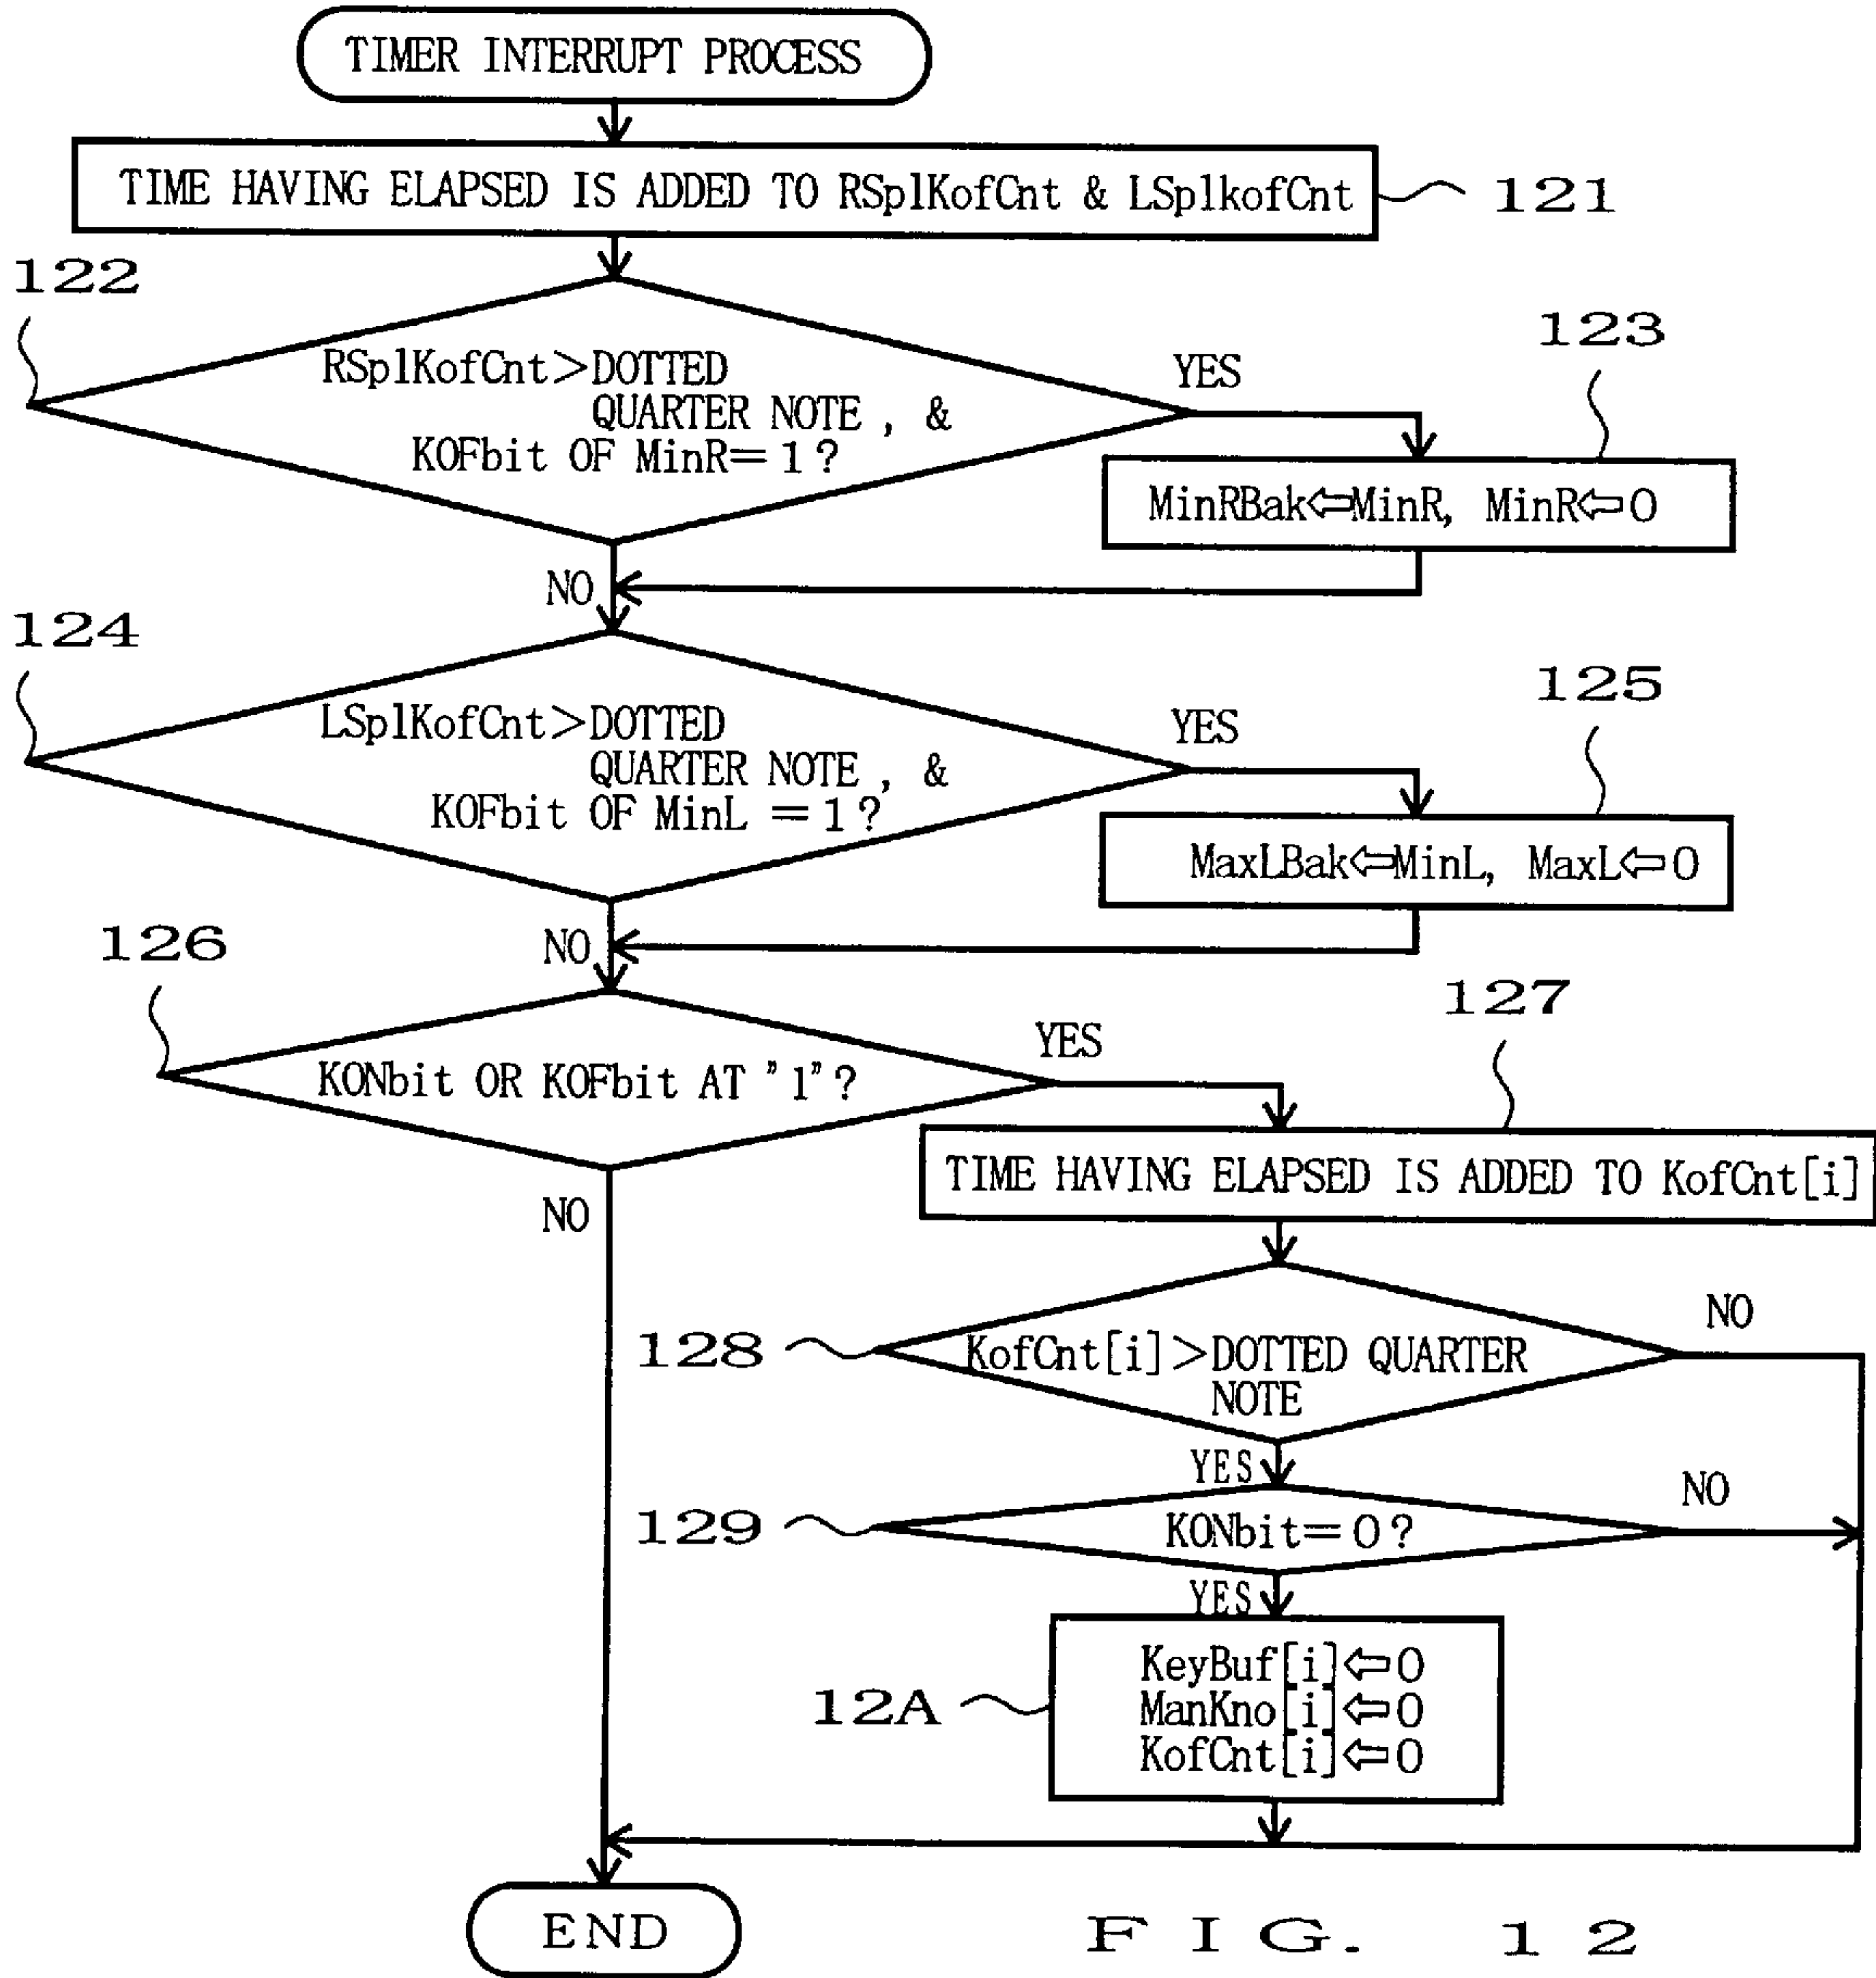 TIMER INTERRUPT PROCESS
TIME HAVING ELAPSED IS ADDED TO RSplKofCnt & LSplkofCnt
121
122
RSplKofCnt>DOTTED
QUARTER NOTE , &
KOFbit OF MinR=1?
YES
123
MinRBak⇦MinR, MinR⇦0
NO
124
LSplKofCnt>DOTTED
QUARTER NOTE , &
KOFbit OF MinL =1?
YES
125
MaxLBak⇦MinL, MaxL⇦0
NO
126
KONbit OR KOFbit AT "1"?
YES
127
TIME HAVING ELAPSED IS ADDED TO KofCnt[i]
NO
128
KofCnt[i]>DOTTED QUARTER
NOTE
NO
YES
129
KONbit=0?
NO
YES
12A
KeyBuf[i]⇦0
ManKno[i]⇦0
KofCnt[i]⇦0
END
FIG. 12